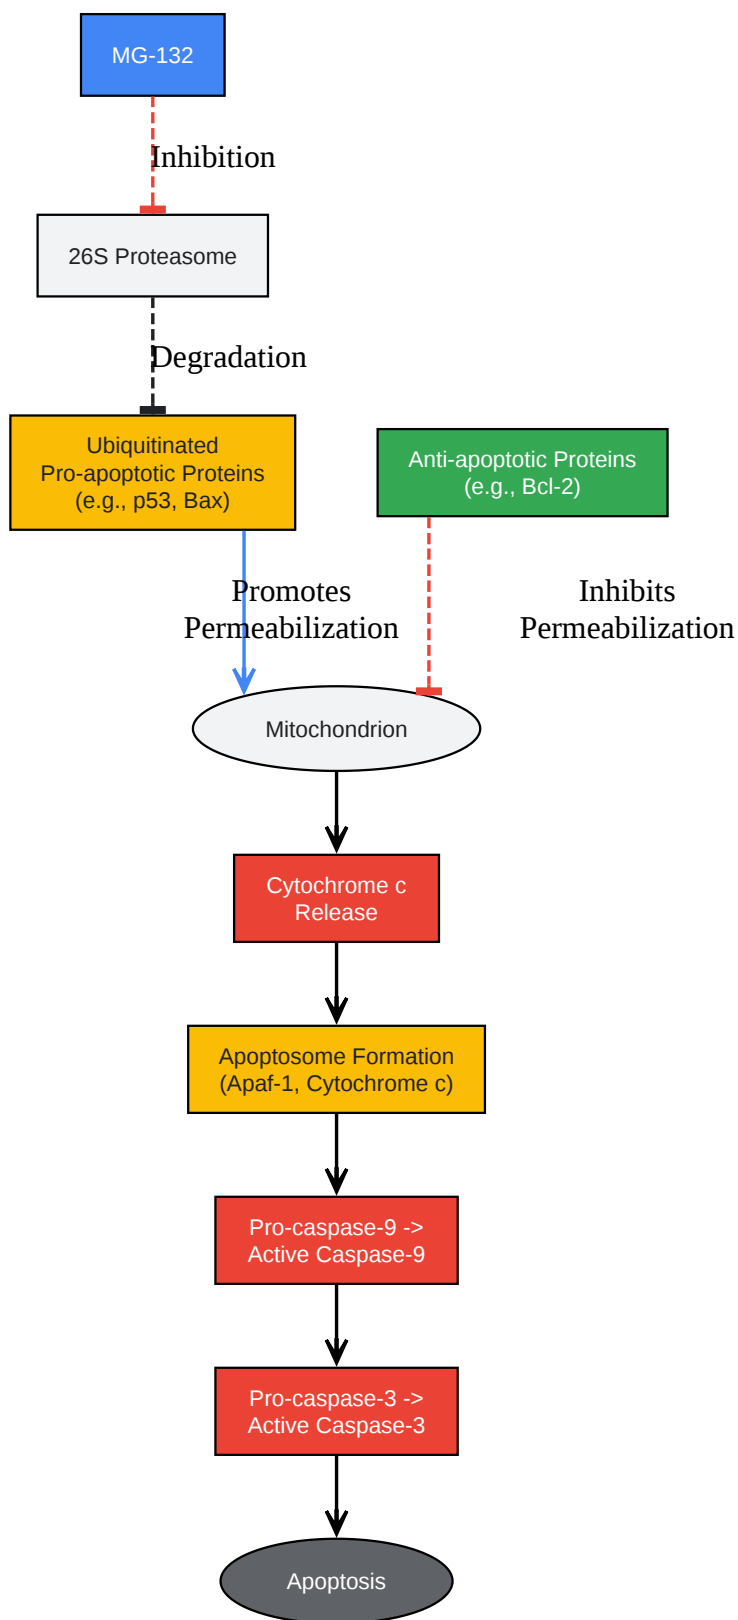 MG-132
Inhibition
26S Proteasome
Degradation
Ubiquitinated
Pro-apoptotic Proteins
(e.g., p53, Bax)
Anti-apoptotic Proteins
(e.g., Bcl-2)
Promotes
Permeabilization
Inhibits
Permeabilization
Mitochondrion
Cytochrome c
Release
Apoptosome Formation
(Apaf-1, Cytochrome c)
Pro-caspase-9 ->
Active Caspase-9
Pro-caspase-3 ->
Active Caspase-3
Apoptosis